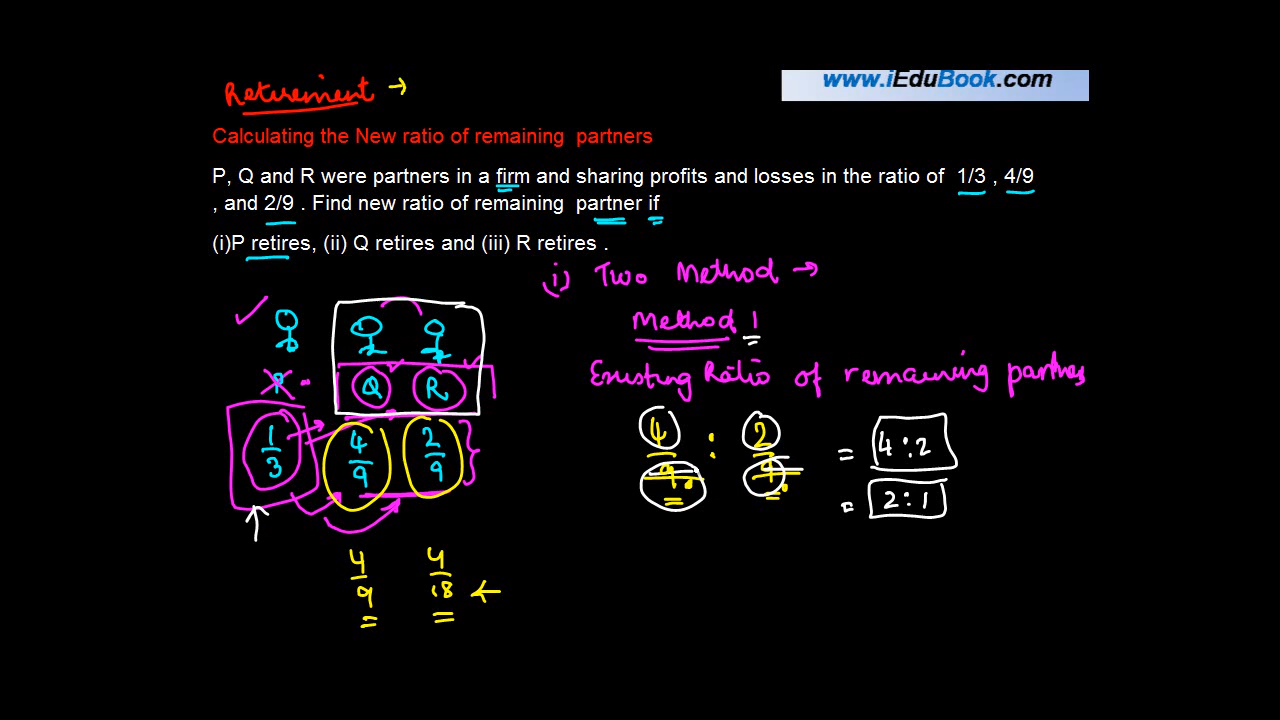 www.iEduBook.com
Retirement →
Calculating the New ratio of remaining partners
P, Q and R were partners in a firm and sharing profits and losses in the ratio of 1/3 , 4/9
, and 2/9 . Find new ratio of remaining partner if
(i)P retires, (ii) Q retires and (iii) R retires .
(i) Two Method →
Method 1
Existing Ratio of remaining partners
P Q R
1/3 4/9 2/9
4/9 : 2/9 = 4:2
= 2:1
4/9 4/18 ←